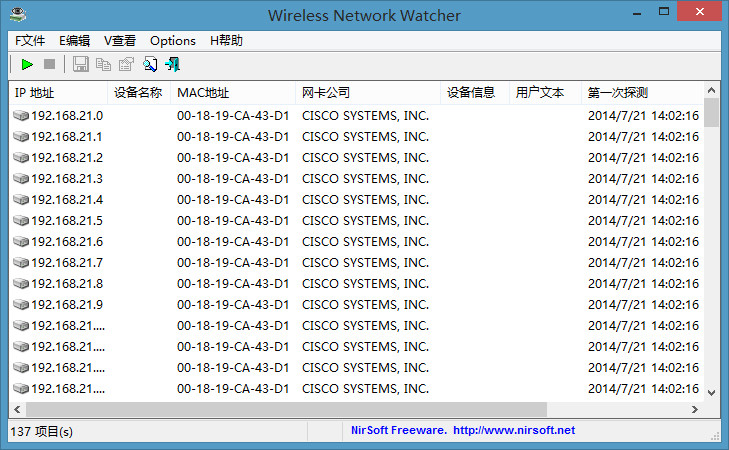 Wireless Network Watcher
E文件 E编辑 V查看 Options H帮助
IP 地址 设备名称 MAC地址 网卡公司 设备信息 用户文本 第一次探测
192.168.21.0 00-18-19-CA-43-D1 CISCO SYSTEMS, INC. 2014/7/21 14:02:16
192.168.21.1 00-18-19-CA-43-D1 CISCO SYSTEMS, INC. 2014/7/21 14:02:16
192.168.21.2 00-18-19-CA-43-D1 CISCO SYSTEMS, INC. 2014/7/21 14:02:16
192.168.21.3 00-18-19-CA-43-D1 CISCO SYSTEMS, INC. 2014/7/21 14:02:16
192.168.21.4 00-18-19-CA-43-D1 CISCO SYSTEMS, INC. 2014/7/21 14:02:16
192.168.21.5 00-18-19-CA-43-D1 CISCO SYSTEMS, INC. 2014/7/21 14:02:16
192.168.21.6 00-18-19-CA-43-D1 CISCO SYSTEMS, INC. 2014/7/21 14:02:16
192.168.21.7 00-18-19-CA-43-D1 CISCO SYSTEMS, INC. 2014/7/21 14:02:16
192.168.21.8 00-18-19-CA-43-D1 CISCO SYSTEMS, INC. 2014/7/21 14:02:16
192.168.21.9 00-18-19-CA-43-D1 CISCO SYSTEMS, INC. 2014/7/21 14:02:16
192.168.21.... 00-18-19-CA-43-D1 CISCO SYSTEMS, INC. 2014/7/21 14:02:16
192.168.21.... 00-18-19-CA-43-D1 CISCO SYSTEMS, INC. 2014/7/21 14:02:16
192.168.21.... 00-18-19-CA-43-D1 CISCO SYSTEMS, INC. 2014/7/21 14:02:16
192.168.21.... 00-18-19-CA-43-D1 CISCO SYSTEMS, INC. 2014/7/21 14:02:16
137 项目(s) NirSoft Freeware. http://www.nirsoft.net